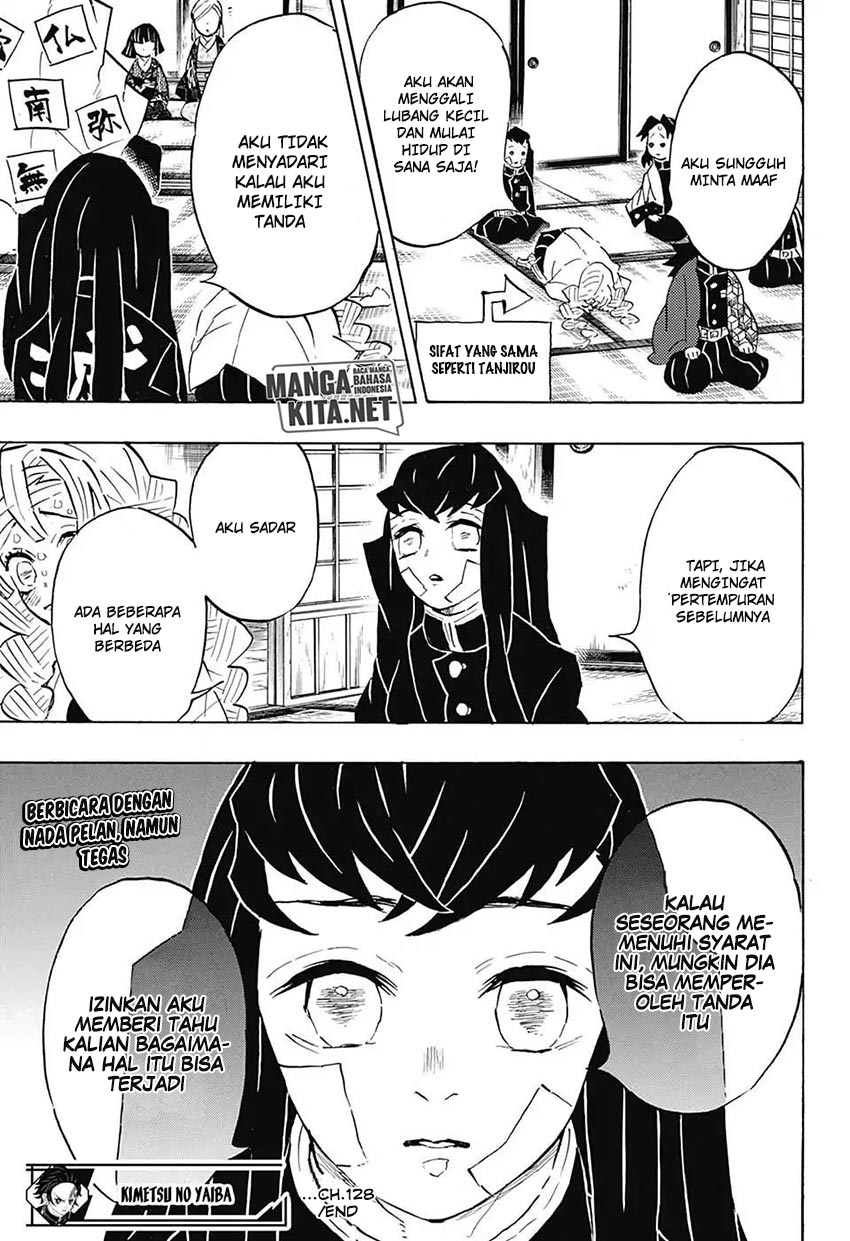 AKU SUNGGUH
MINTA MAAF
AKU AKAN
MENGGALI
LUBANG KECIL
DAN MULAI
HIDUP DI
SANA SAJA!
SIFAT YANG SAMA
SEPERTI TANJIROU
AKU TIDAK
MENYADARI
KALAU AKU
MEMILIKI
TANDA
仏
南
弥
無
MANGA
KITA.NET
BACA MANGA
BAHASA
INDONESIA
TAPI, JIKA
MENGINGAT
PERTEMPURAN
SEBELUMNYA
AKU SADAR
ADA BEBERAPA
HAL YANG
BERBEDA
KALAU
SESEORANG ME-
MENUHI SYARAT
INI, MUNGKIN DIA
BISA MEMPER-
OLEH TANDA
ITU
BERBICARA DENGAN
NADA PELAN, NAMUN
TEGAS
IZINKAN AKU
MEMBERI TAHU
KALIAN BAGAIMA-
NA HAL ITU BISA
TERJADI
KIMETSU NO YAIBA
...CH.128
/END